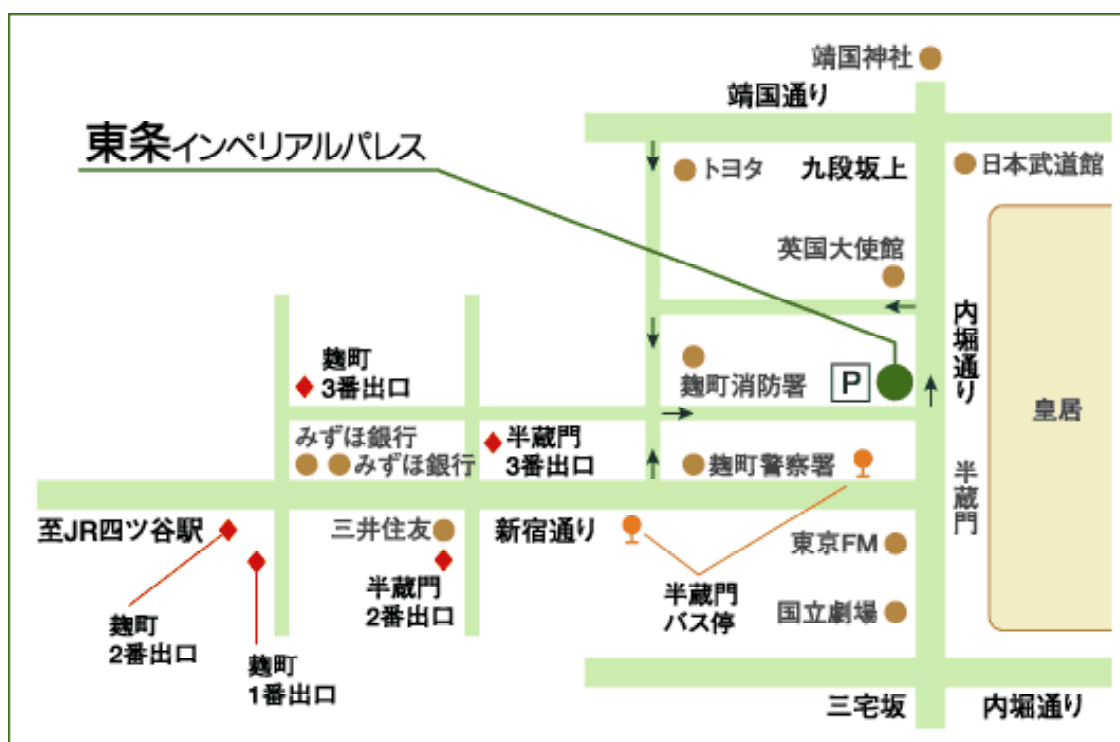 靖国神社
靖国通り
東条インペリアルパレス
トヨタ
九段坂上
日本武道館
英国大使館
内堀通り
麹町
3番出口
麹町消防署
P
皇居
みずほ銀行
みずほ銀行
半蔵門
3番出口
麹町警察署
半蔵門
至JR四ツ谷駅
三井住友
新宿通り
東京FM
半蔵門
2番出口
半蔵門
バス停
国立劇場
麹町
2番出口
麹町
1番出口
三宅坂
内堀通り